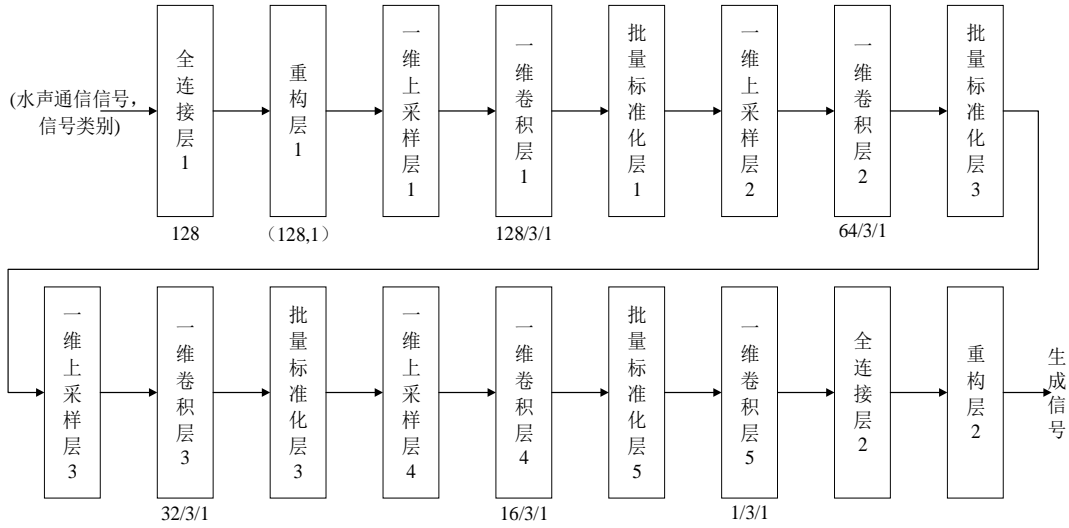 (水声通信信号，
信号类别)
全连接层1
重构层1
一维上采样层1
一维卷积层1
批量标准化层1
一维上采样层2
一维卷积层2
批量标准化层3
128
（128,1）
128/3/1
64/3/1
一维上采样层3
一维卷积层3
批量标准化层3
一维上采样层4
一维卷积层4
批量标准化层5
一维卷积层5
全连接层2
重构层2
生成信号
32/3/1
16/3/1
1/3/1